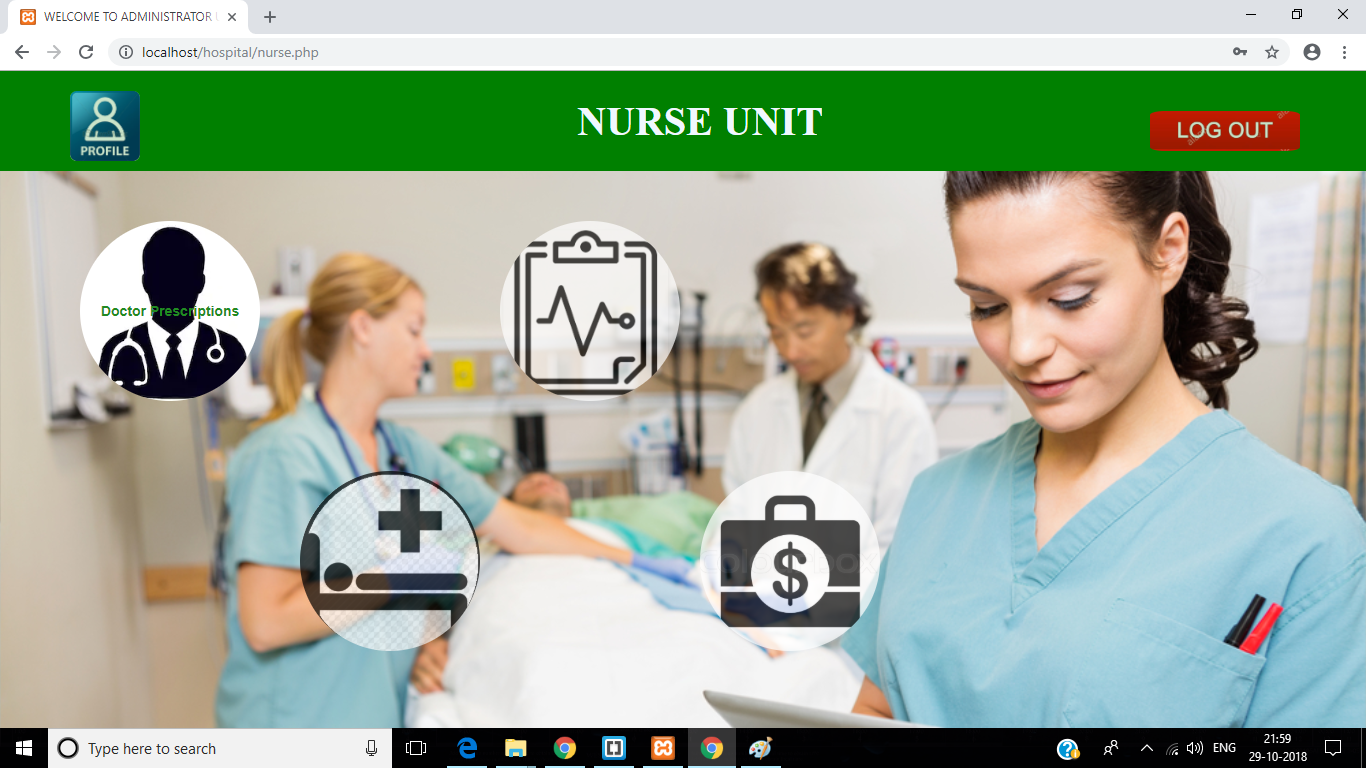 WELCOME TO ADMINISTRATOR
localhost/hospital/nurse.php
PROFILE
NURSE UNIT
LOG OUT
Doctor Prescriptions
$
Type here to search
ENG
21:59
29-10-2018